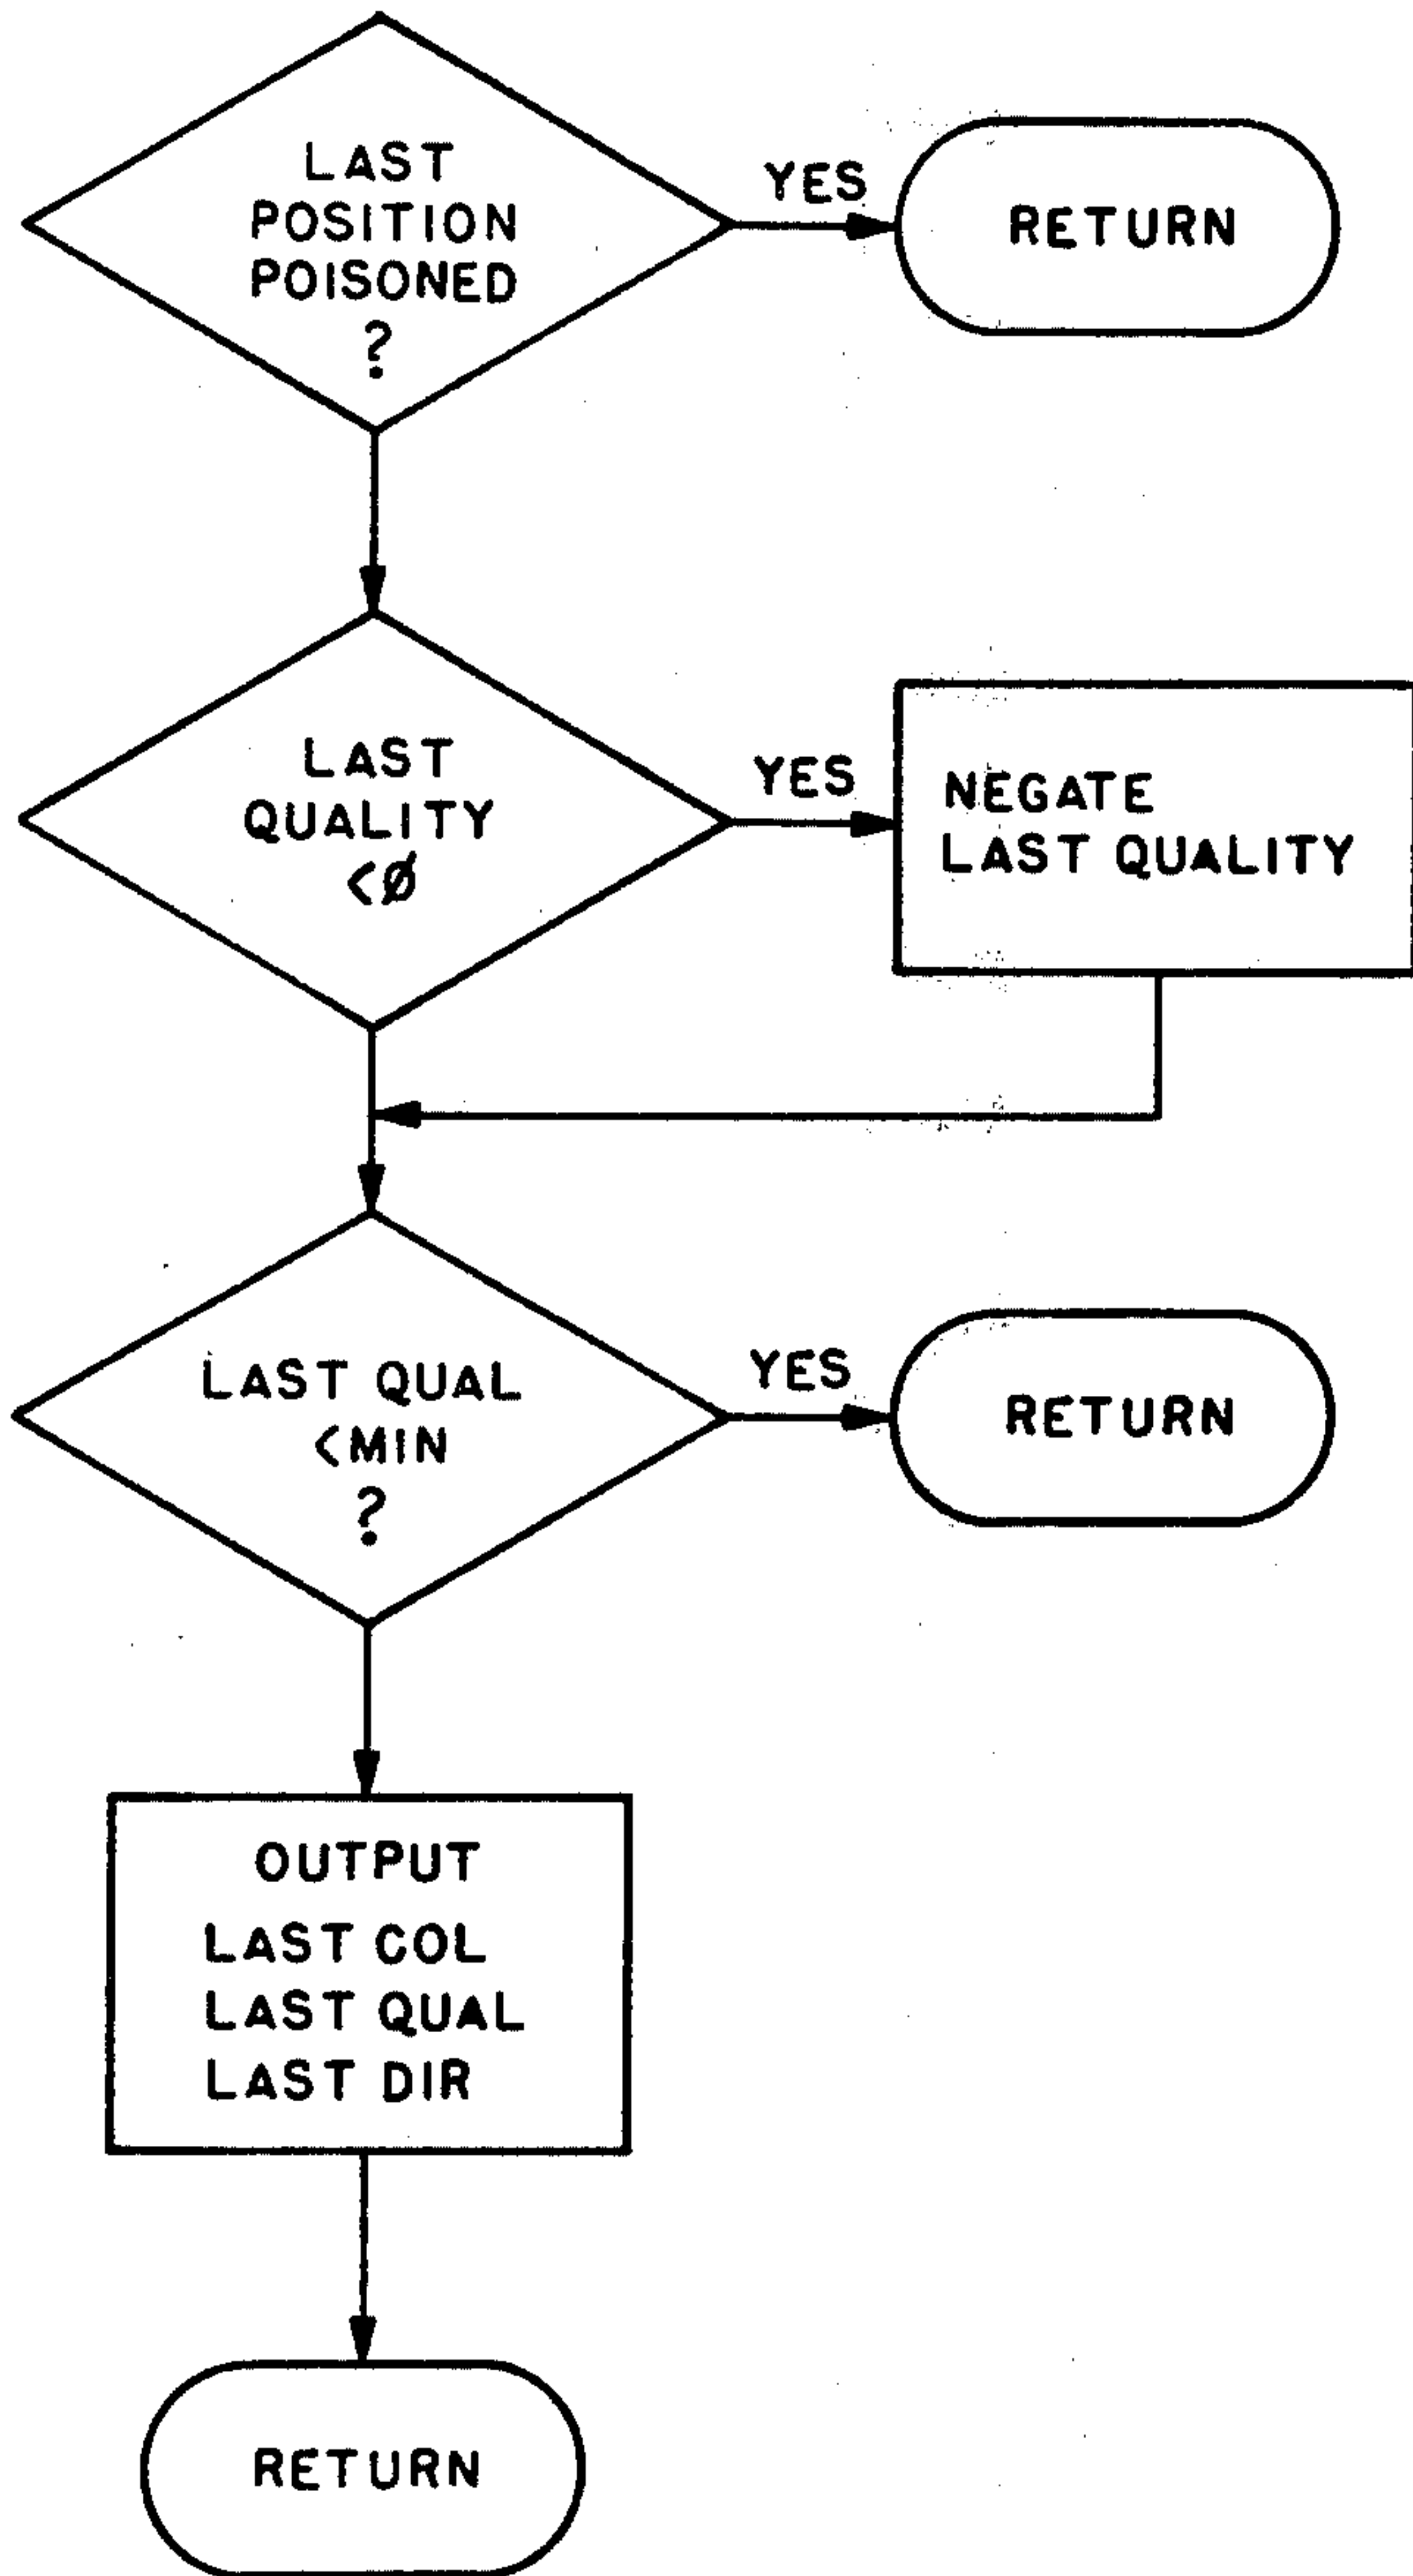 LAST
POSITION
POISONED
?
YES
RETURN
LAST
QUALITY
<Ø
YES
NEGATE
LAST QUALITY
LAST QUAL
<MIN
?
YES
RETURN
OUTPUT
LAST COL
LAST QUAL
LAST DIR
RETURN